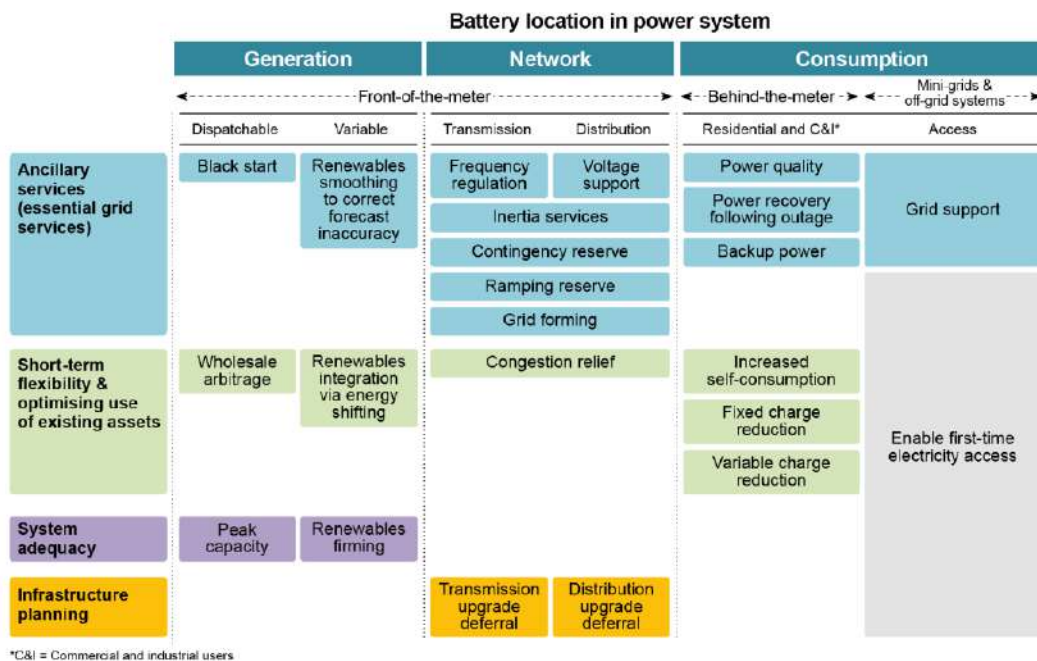 Battery location in power system
Generation
Network
Consumption
Front-of-the-meter
Behind-the-meter
Mini-grids &
off-grid systems
Dispatchable
Variable
Transmission
Distribution
Residential and C&I*
Access
Ancillary
services
(essential grid
services)
Black start
Renewables
smoothing
to correct
forecast
inaccuracy
Frequency
regulation
Voltage
support
Inertia services
Contingency reserve
Ramping reserve
Grid forming
Power quality
Power recovery
following outage
Backup power
Grid support
Short-term
flexibility &
optimising use
of existing assets
Wholesale
arbitrage
Renewables
integration
via energy
shifting
Congestion relief
Increased
self-consumption
Fixed charge
reduction
Variable charge
reduction
Enable first-time
electricity access
System
adequacy
Peak
capacity
Renewables
firming
Infrastructure
planning
Transmission
upgrade
deferral
Distribution
upgrade
deferral
*C&I = Commercial and industrial users